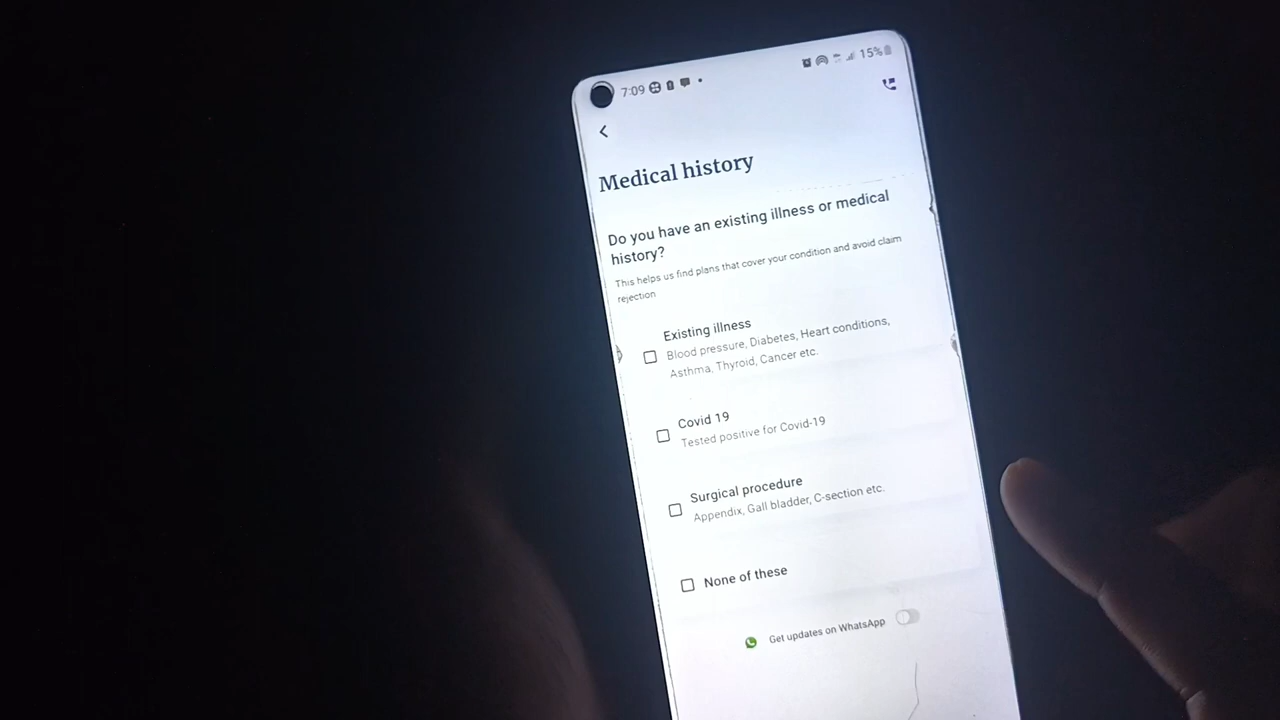 7:09
15%
Medical history
Do you have an existing illness or medical
history?
This helps us find plans that cover your condition and avoid claim
rejection
Existing illness
Blood pressure, Diabetes, Heart conditions,
Asthma, Thyroid, Cancer etc.
Covid 19
Tested positive for Covid-19
Surgical procedure
Appendix, Gall bladder, C-section etc.
None of these
Get updates on WhatsApp